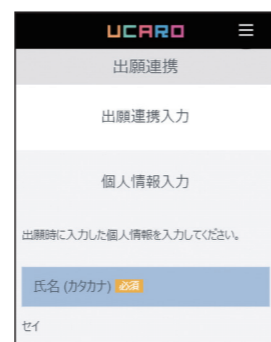 UCARO
出願連携
出願連携入力
個人情報入力
出願時に入力した個人情報を入力してください。
氏名 (カタカナ) 必須
セイ